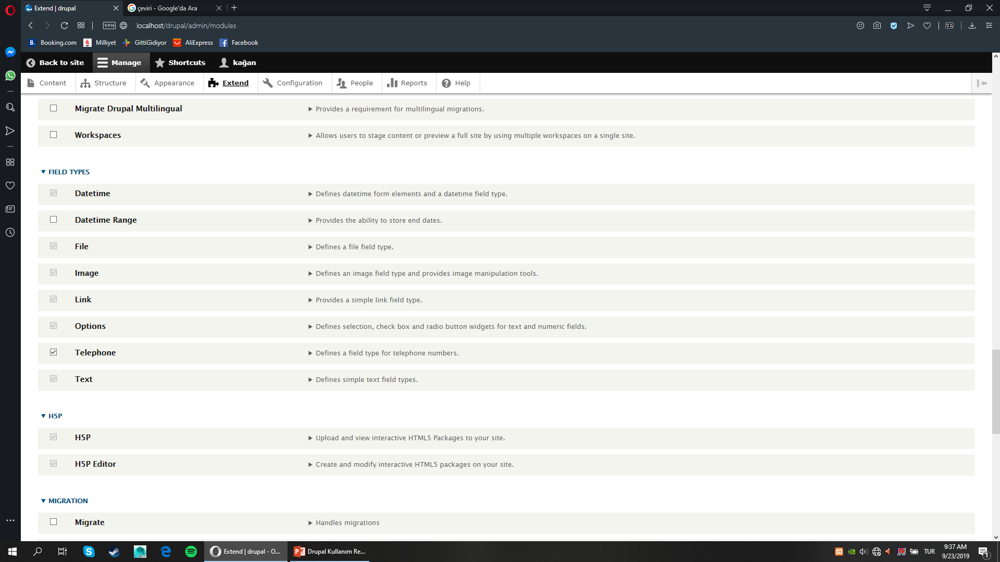 Extend | drupal
çeviri - Google'da Ara
VPN
localhost/drupal/admin/modules
B. Booking.com
Milliyet
GittiGidiyor
AliExpress
Facebook
Back to site
Manage
Shortcuts
kağan
Content
Structure
Appearance
Extend
Configuration
People
Reports
Help
Migrate Drupal Multilingual
Provides a requirement for multilingual migrations.
Workspaces
Allows users to stage content or preview a full site by using multiple workspaces on a single site.
FIELD TYPES
Datetime
Defines datetime form elements and a datetime field type.
Datetime Range
Provides the ability to store end dates.
File
Defines a file field type.
Image
Defines an image field type and provides image manipulation tools.
Link
Provides a simple link field type.
Options
Defines selection, check box and radio button widgets for text and numeric fields.
Telephone
Defines a field type for telephone numbers.
Text
Defines simple text field types.
H5P
H5P
Upload and view interactive HTML5 Packages to your site.
H5P Editor
Create and modify interactive HTML5 packages on your site.
MIGRATION
Migrate
Handles migrations
Extend | drupal - O...
Drupal Kullanım Re...
TUR
9:37 AM
9/23/2019
1